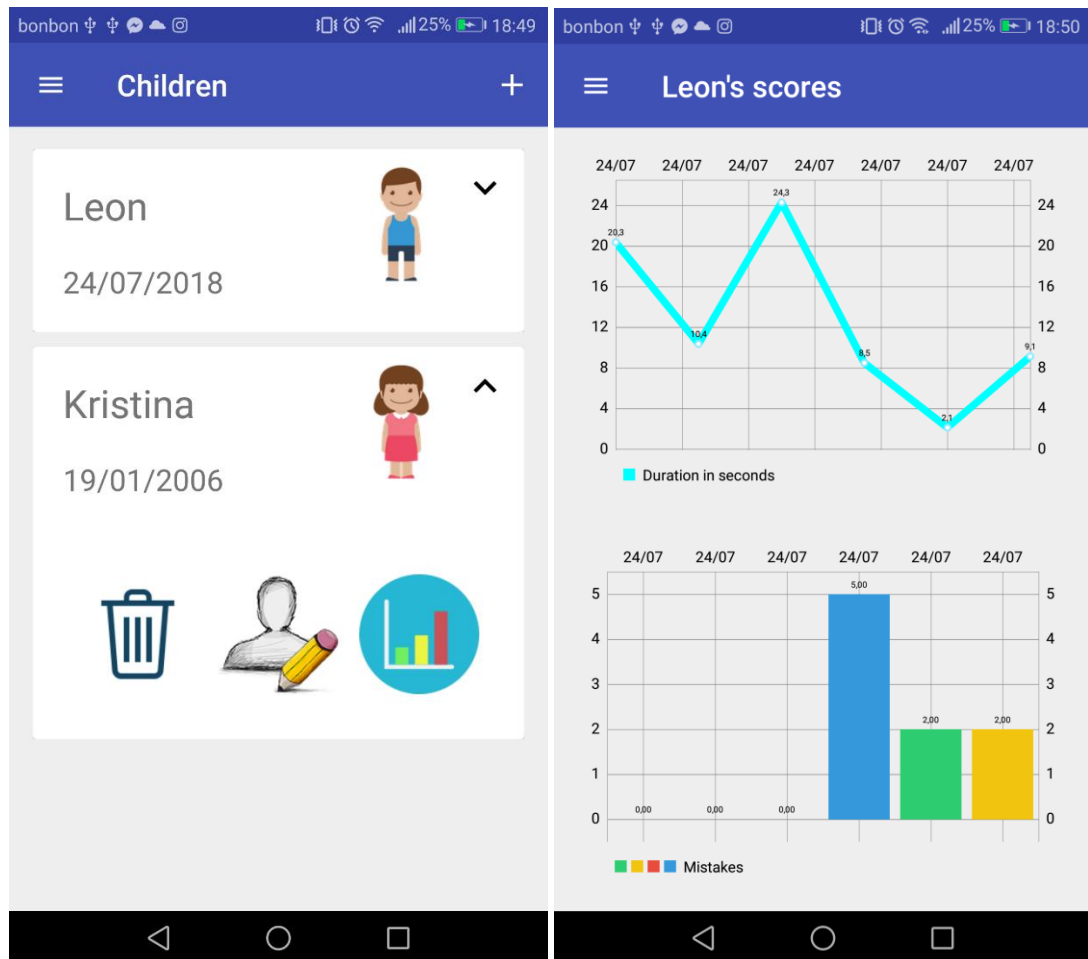 bonbon 25% 18:49
Children
Leon
24/07/2018
Kristina
19/01/2006
bonbon 25% 18:50
Leon's scores
24/07 24/07 24/07 24/07 24/07 24/07 24/07
24 24,3 24
20 20,3 20
16 16
12 10,4 12
8 8,5 9,1 8
4 2,1 4
0 0
Duration in seconds
24/07 24/07 24/07 24/07 24/07 24/07
5 5,00 5
4 4
3 3
2 2,00 2,00 2
1 1
0 0,00 0,00 0,00 0
Mistakes